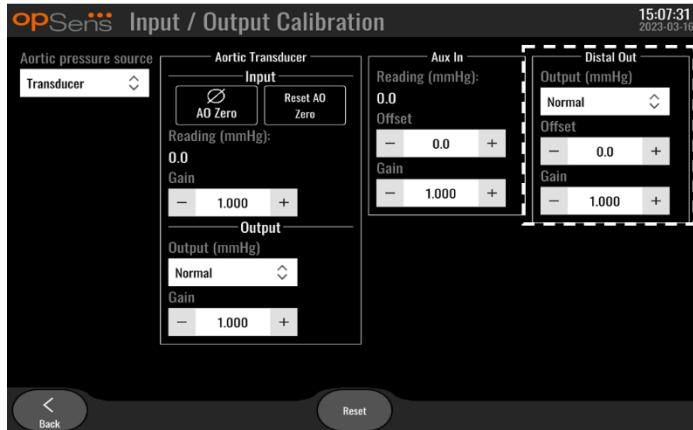 opSens Input / Output Calibration
15:07:31
2023-03-16
Aortic pressure source
Transducer
Aortic Transducer
Input
AO Zero
Reset AO
Zero
Reading (mmHg):
0.0
Gain
− 1.000 +
Output
Output (mmHg)
Normal
Gain
− 1.000 +
Aux In
Reading (mmHg):
0.0
Offset
− 0.0 +
Gain
− 1.000 +
Distal Out
Output (mmHg)
Normal
Offset
− 0.0 +
Gain
− 1.000 +
Back
Reset